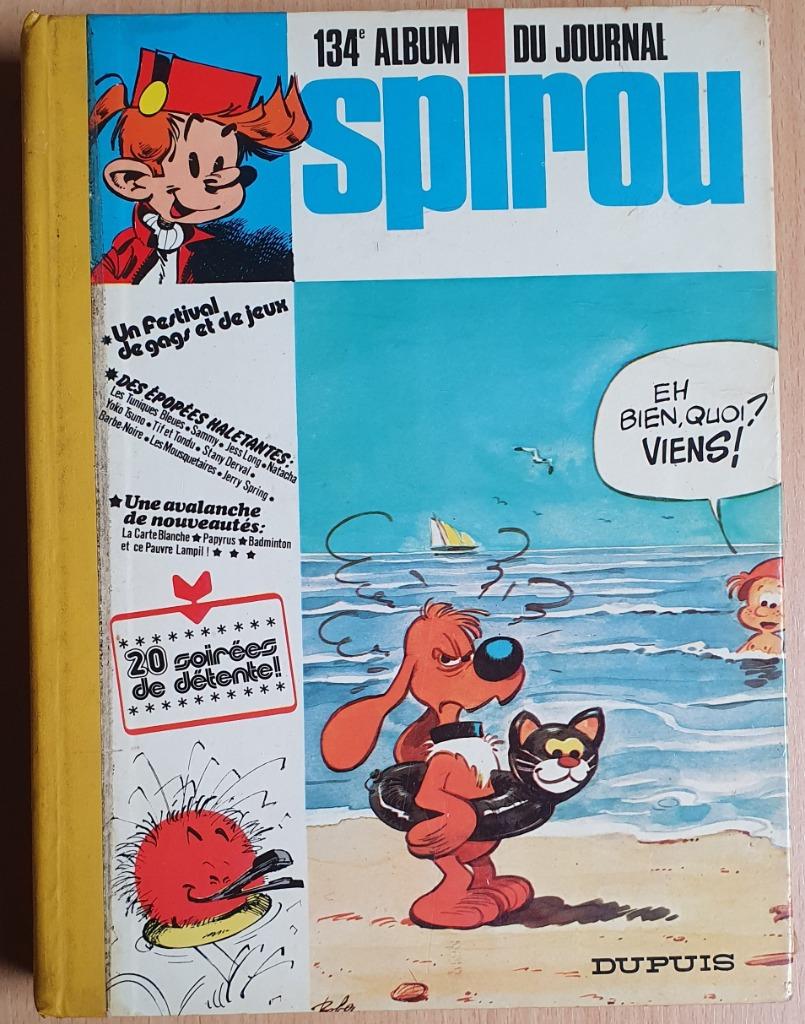 134e ALBUM DU JOURNAL
spirou
*Un festival
de gags et de jeux
*DES ÉPOPÉES HALETANTES:
Les Tuniques Bleues • Sammy • Jess Long • Natacha
Yoko Tsuno • Tif et Tondu • Stany Derval •
Barbe-Noire • Les Mousquetaires • Jerry Spring •
★Une avalanche
de nouveautés:
La Carte Blanche ★ Papyrus ★ Badminton
et ce Pauvre Lampil ! ★ ★ ★
* * * * * * * * * *
20 soirées
de détente!
* * * * * * * * * *
EH
BIEN, QUOI?
VIENS!
DUPUIS
Roba